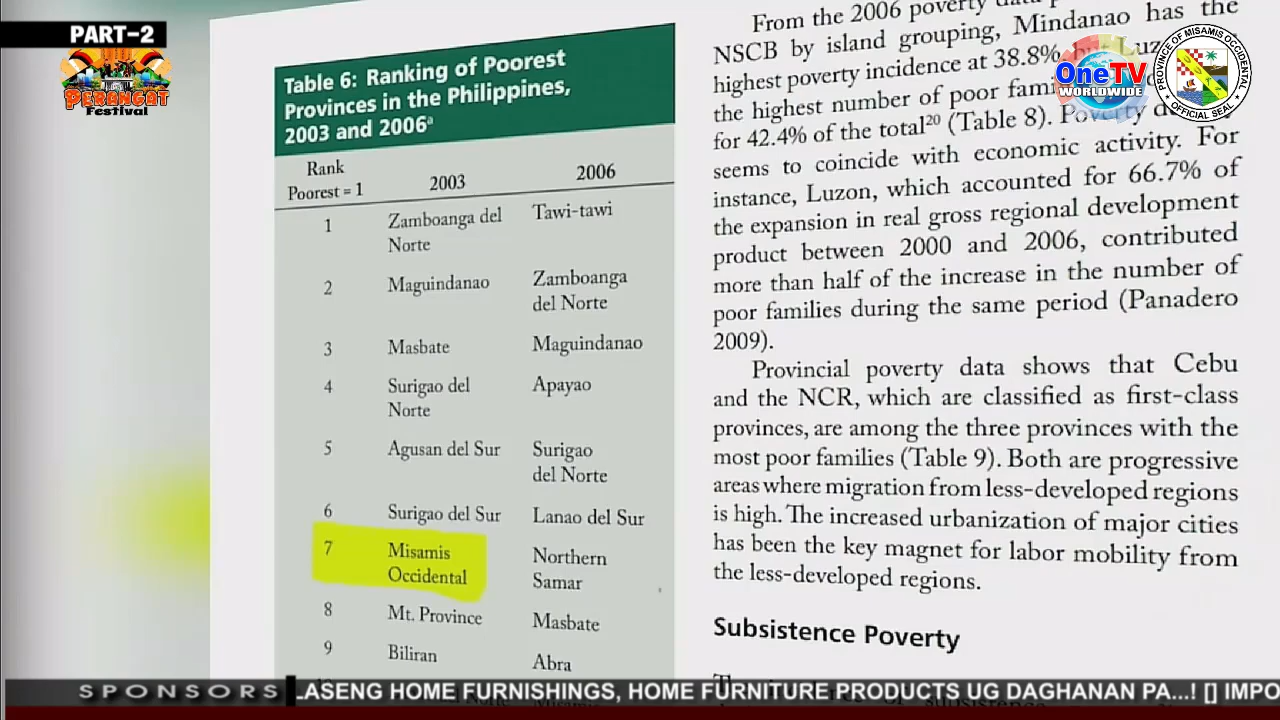 PART-2
PERANGAT
Festival
OneTV
WORLDWIDE
PROVINCE OF MISAMIS OCCIDENTAL
OFFICIAL SEAL
Table 6: Ranking of Poorest
Provinces in the Philippines,
2003 and 2006a
Rank
Poorest = 1 2003 2006
1 Zamboanga del Norte Tawi-tawi
2 Maguindanao Zamboanga del Norte
3 Masbate Maguindanao
4 Surigao del Norte Apayao
5 Agusan del Sur Surigao del Norte
6 Surigao del Sur Lanao del Sur
7 Misamis Occidental Northern Samar
8 Mt. Province Masbate
9 Biliran Abra
From the 2006 poverty data
NSCB by island grouping, Mindanao has the
highest poverty incidence at 38.8%, but
the highest number of poor
for 42.4% of the total20 (Table 8). Poverty
seems to coincide with economic activity. For
instance, Luzon, which accounted for 66.7% of
the expansion in real gross regional development
product between 2000 and 2006, contributed
more than half of the increase in the number of
poor families during the same period (Panadero
2009).
Provincial poverty data shows that Cebu
and the NCR, which are classified as first-class
provinces, are among the three provinces with the
most poor families (Table 9). Both are progressive
areas where migration from less-developed regions
is high. The increased urbanization of major cities
has been the key magnet for labor mobility from
the less-developed regions.
Subsistence Poverty
SPONSORS LASENG HOME FURNISHINGS, HOME FURNITURE PRODUCTS UG DAGHANAN PA...! [] IMPO